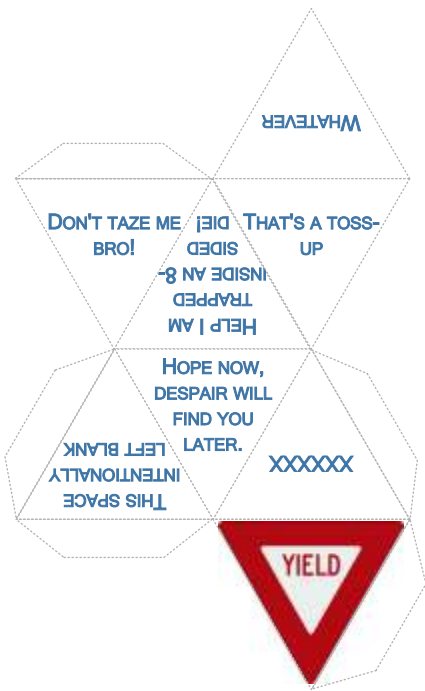 WHATEVER
DON'T TAZE ME
BRO!
HELP I AM
TRAPPED
INSIDE AN 8-
SIDED
DIE!
THAT'S A TOSS-
UP
HOPE NOW,
DESPAIR WILL
FIND YOU
LATER.
THIS SPACE
INTENTIONALLY
LEFT BLANK
XXXXXX
YIELD